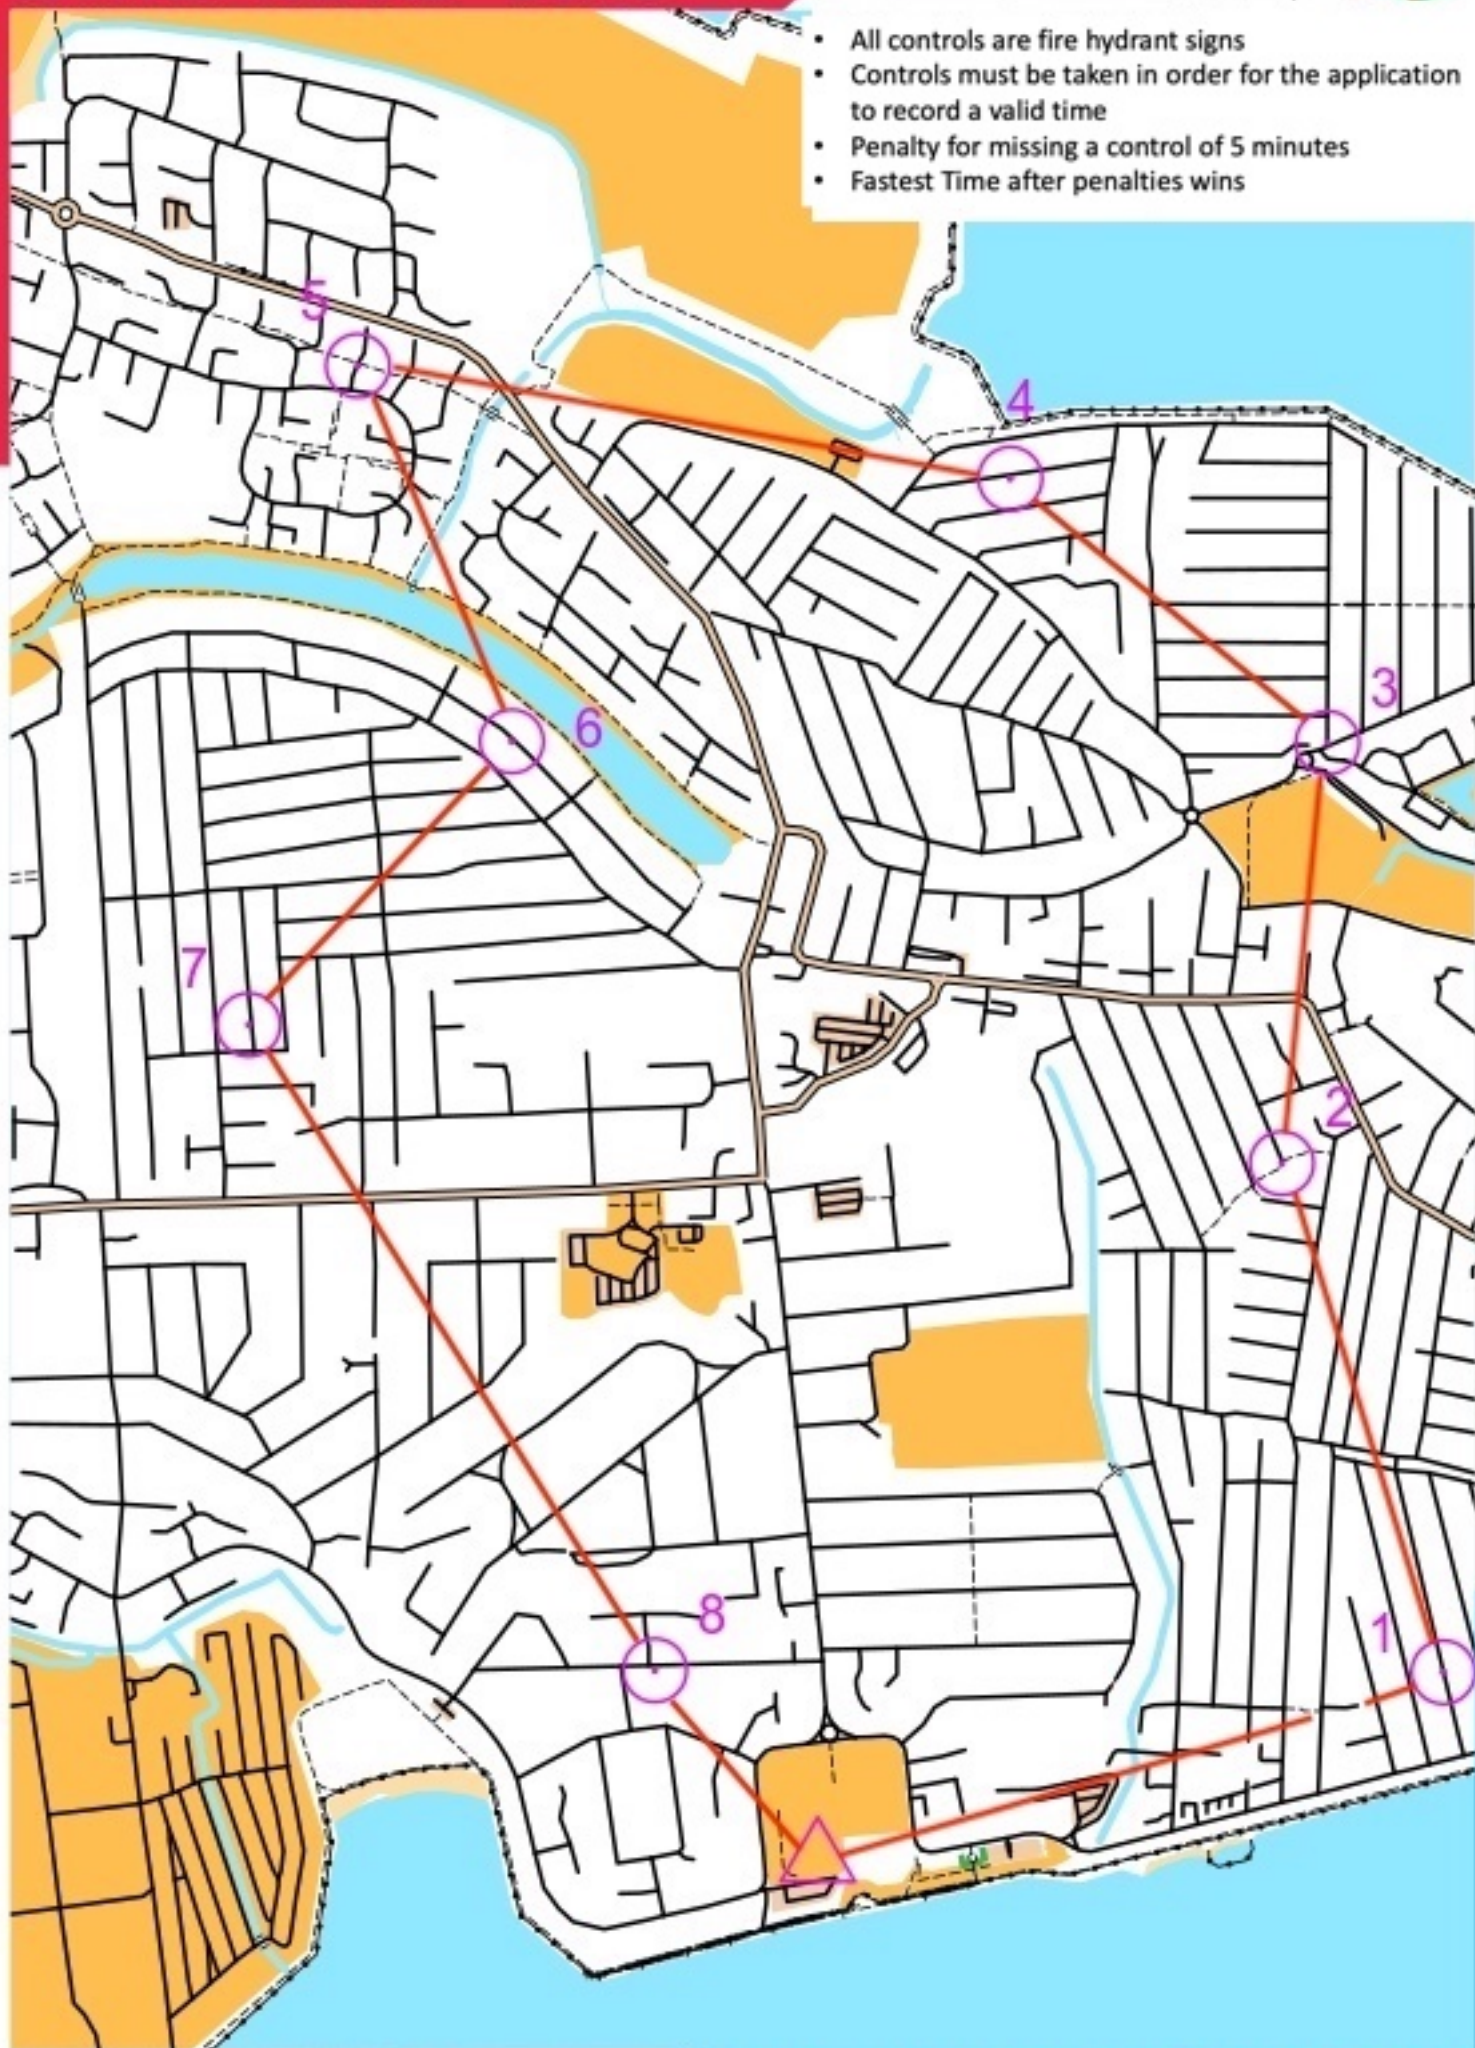 • All controls are fire hydrant signs
• Controls must be taken in order for the application
to record a valid time
• Penalty for missing a control of 5 minutes
• Fastest Time after penalties wins
5
4
3
6
7
2
8
1